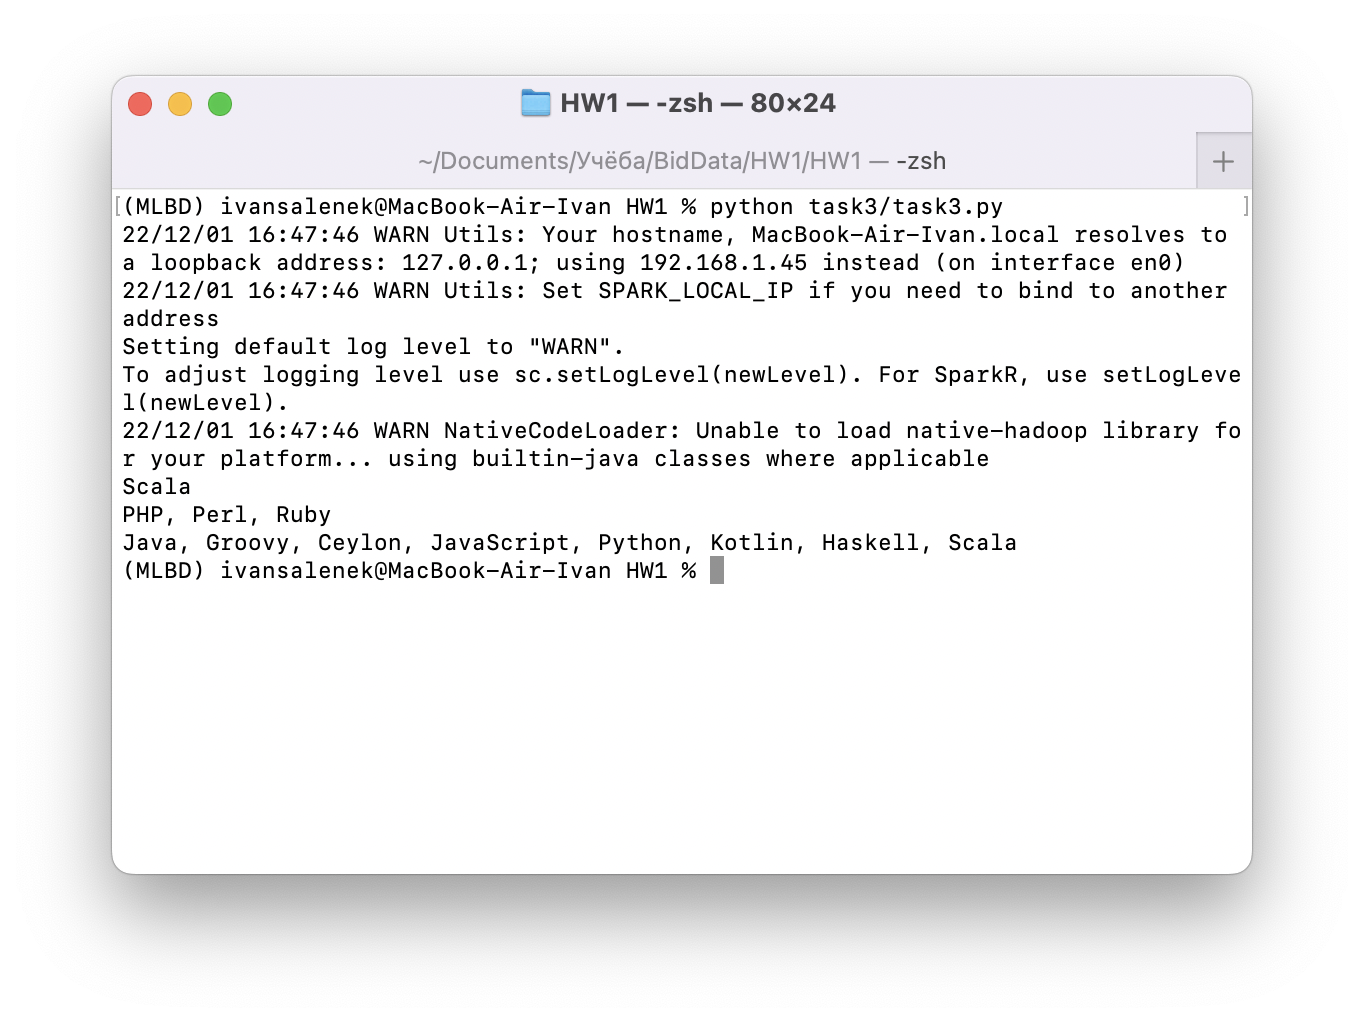 HW1 — -zsh — 80×24
~/Documents/Учёба/BidData/HW1/HW1 — -zsh
[(MLBD) ivansalenek@MacBook-Air-Ivan HW1 % python task3/task3.py ]
22/12/01 16:47:46 WARN Utils: Your hostname, MacBook-Air-Ivan.local resolves to
a loopback address: 127.0.0.1; using 192.168.1.45 instead (on interface en0)
22/12/01 16:47:46 WARN Utils: Set SPARK_LOCAL_IP if you need to bind to another
address
Setting default log level to "WARN".
To adjust logging level use sc.setLogLevel(newLevel). For SparkR, use setLogLeve
l(newLevel).
22/12/01 16:47:46 WARN NativeCodeLoader: Unable to load native-hadoop library fo
r your platform... using builtin-java classes where applicable
Scala
PHP, Perl, Ruby
Java, Groovy, Ceylon, JavaScript, Python, Kotlin, Haskell, Scala
(MLBD) ivansalenek@MacBook-Air-Ivan HW1 %